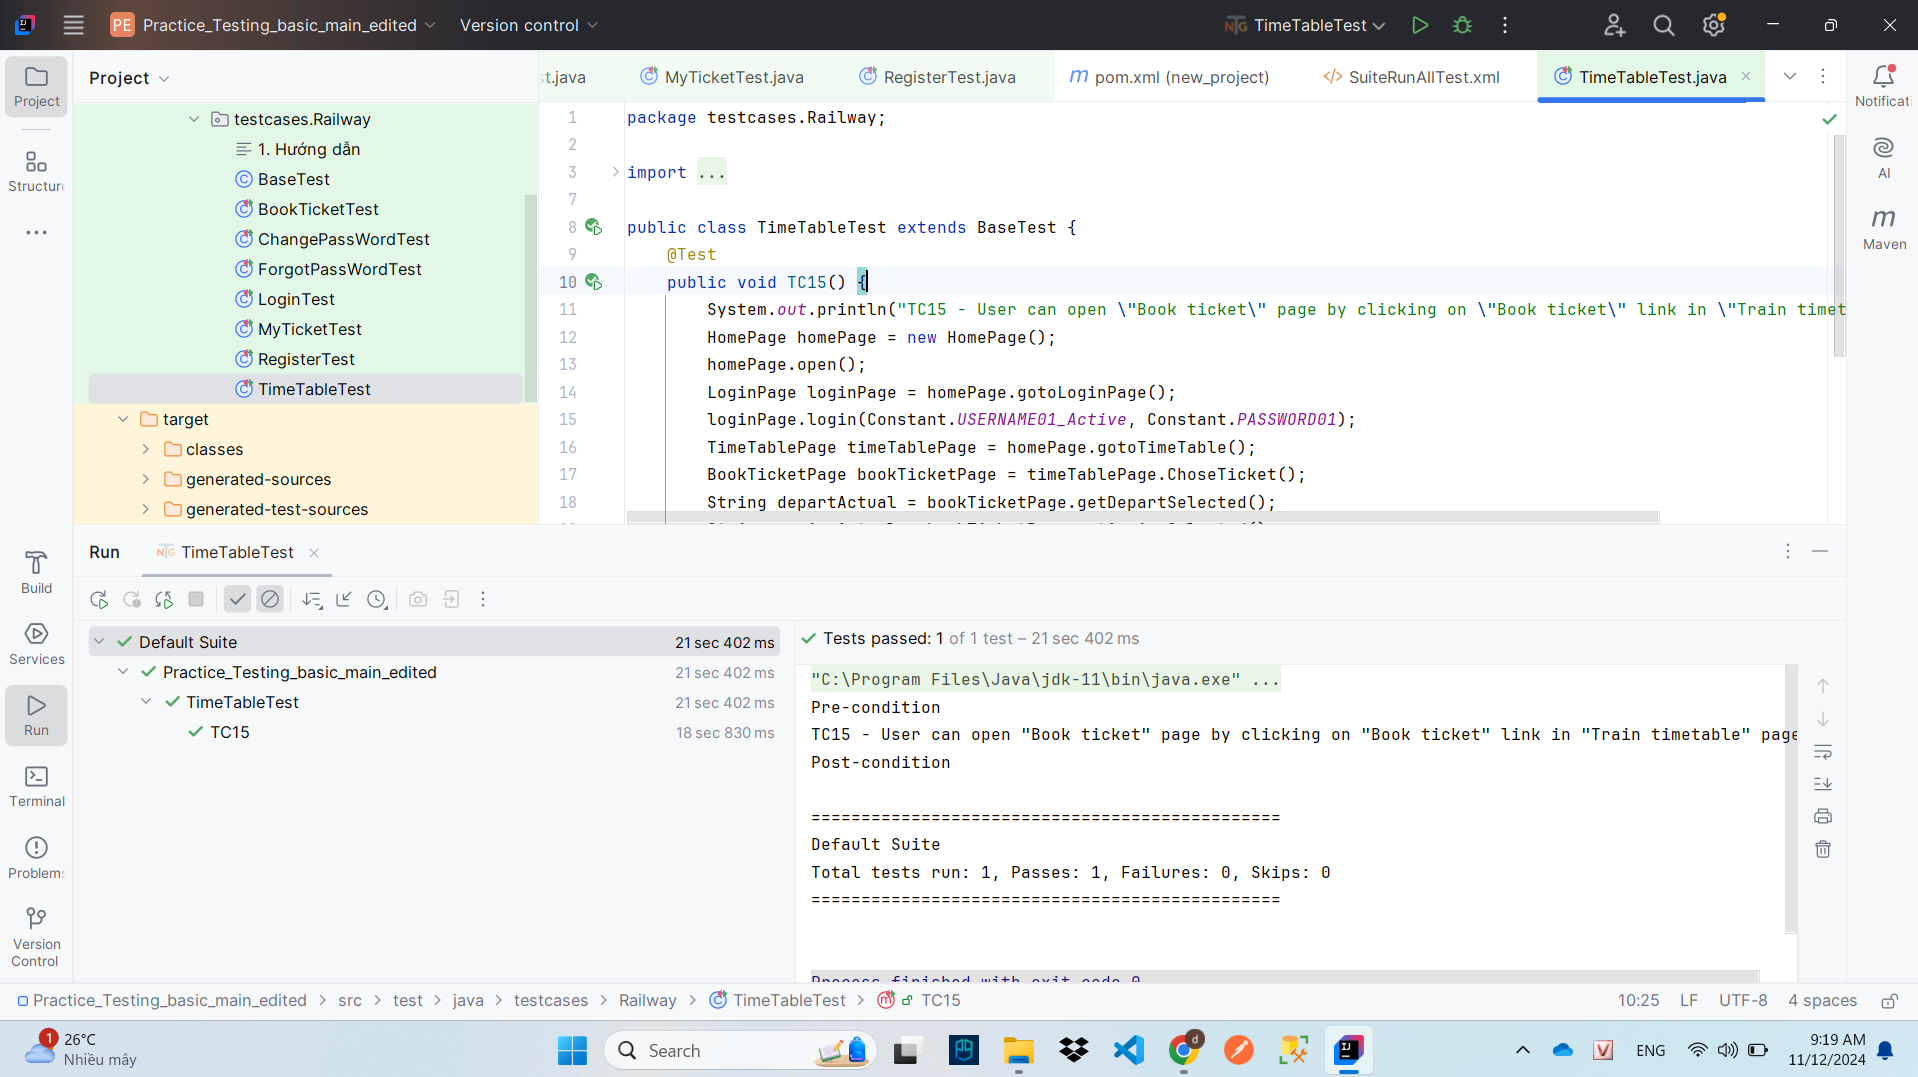 PE Practice_Testing_basic_main_edited Version control TimeTableTest
Project
Structure
Build
Services
Run
Terminal
Problems
Version
Control
Project
testcases.Railway
1. Hướng dẫn
BaseTest
BookTicketTest
ChangePassWordTest
ForgotPassWordTest
LoginTest
MyTicketTest
RegisterTest
TimeTableTest
target
classes
generated-sources
generated-test-sources
st.java MyTicketTest.java RegisterTest.java pom.xml (new_project) SuiteRunAllTest.xml TimeTableTest.java
1 package testcases.Railway;
2
3 import ...
7
8 public class TimeTableTest extends BaseTest {
9 @Test
10 public void TC15() {
11 System.out.println("TC15 - User can open \"Book ticket\" page by clicking on \"Book ticket\" link in \"Train timet
12 HomePage homePage = new HomePage();
13 homePage.open();
14 LoginPage loginPage = homePage.gotoLoginPage();
15 loginPage.login(Constant.USERNAME01_Active, Constant.PASSWORD01);
16 TimeTablePage timeTablePage = homePage.gotoTimeTable();
17 BookTicketPage bookTicketPage = timeTablePage.ChoseTicket();
18 String departActual = bookTicketPage.getDepartSelected();
Notificati
AI
Maven
Run TimeTableTest
Default Suite 21 sec 402 ms
Practice_Testing_basic_main_edited 21 sec 402 ms
TimeTableTest 21 sec 402 ms
TC15 18 sec 830 ms
Tests passed: 1 of 1 test – 21 sec 402 ms
"C:\Program Files\Java\jdk-11\bin\java.exe" ...
Pre-condition
TC15 - User can open "Book ticket" page by clicking on "Book ticket" link in "Train timetable" page
Post-condition
===============================================
Default Suite
Total tests run: 1, Passes: 1, Failures: 0, Skips: 0
===============================================
Process finished with exit code 0
Practice_Testing_basic_main_edited > src > test > java > testcases > Railway > TimeTableTest > TC15 10:25 LF UTF-8 4 spaces
1 26°C
Nhiều mây
Search
ENG
9:19 AM
11/12/2024